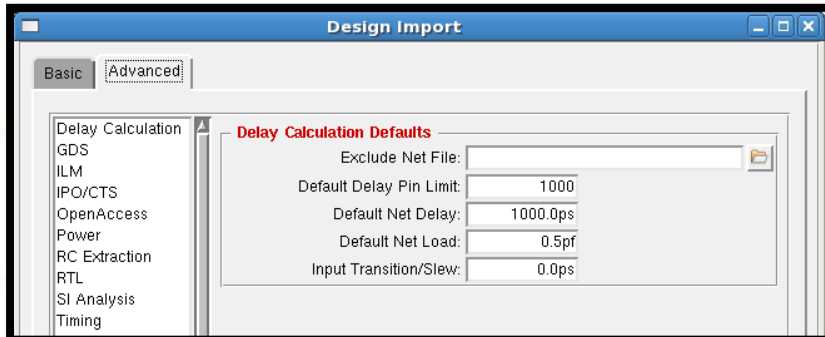 Design Import
Basic
Advanced
Delay Calculation
GDS
ILM
IPO/CTS
OpenAccess
Power
RC Extraction
RTL
SI Analysis
Timing
Delay Calculation Defaults
Exclude Net File:
Default Delay Pin Limit: 1000
Default Net Delay: 1000.0ps
Default Net Load: 0.5pf
Input Transition/Slew: 0.0ps